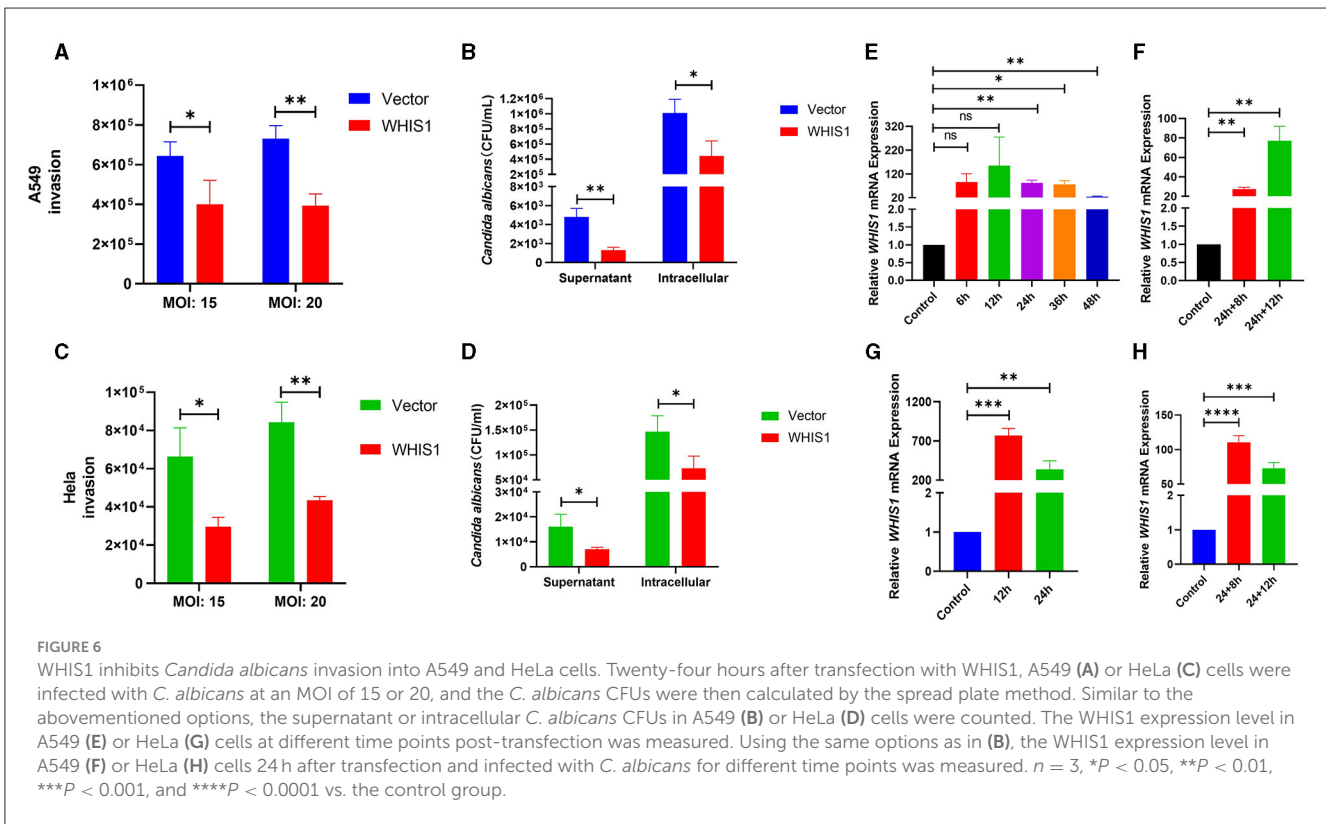 A
1×10⁶
8×10⁵
6×10⁵
4×10⁵
2×10⁵
0
A549
invasion
*
**
MOI: 15
MOI: 20
Vector
WHIS1
B
1.2×10⁶
1×10⁶
8×10⁵
6×10⁵
4×10⁵
2×10⁵
8×10³
6×10³
4×10³
2×10³
0
Candida albicans(CFU/mL)
**
*
Supernatant
Intracellular
Vector
WHIS1
E
320
220
120
20
2.0
1.5
1.0
0.5
0.0
Relative WHIS1 mRNA Expression
**
*
**
ns
ns
Control
6h
12h
24h
36h
48h
F
100
80
60
40
20
2.0
1.5
1.0
0.5
0.0
Relative WHIS1 mRNA Expression
**
**
Control
24h+8h
24h+12h
C
1×10⁵
8×10⁴
6×10⁴
4×10⁴
2×10⁴
0
Hela
invasion
*
**
MOI: 15
MOI: 20
Vector
WHIS1
D
2×10⁵
1.5×10⁵
1×10⁵
5×10⁴
3×10⁴
2×10⁴
1×10⁴
0
Candida albicans(CFU/ml)
*
*
Supernatant
Intracellular
Vector
WHIS1
G
1200
700
200
2
1
0
Relative WHIS1 mRNA Expression
**
***
Control
12h
24h
H
150
100
50
2
1
0
Relative WHIS1 mRNA Expression
***
****
Control
24+8h
24+12h
FIGURE 6
WHIS1 inhibits Candida albicans invasion into A549 and HeLa cells. Twenty-four hours after transfection with WHIS1, A549 (A) or HeLa (C) cells were
infected with C. albicans at an MOI of 15 or 20, and the C. albicans CFUs were then calculated by the spread plate method. Similar to the
abovementioned options, the supernatant or intracellular C. albicans CFUs in A549 (B) or HeLa (D) cells were counted. The WHIS1 expression level in
A549 (E) or HeLa (G) cells at different time points post-transfection was measured. Using the same options as in (B), the WHIS1 expression level in
A549 (F) or HeLa (H) cells 24 h after transfection and infected with C. albicans for different time points was measured. n = 3, *P < 0.05, **P < 0.01,
***P < 0.001, and ****P < 0.0001 vs. the control group.